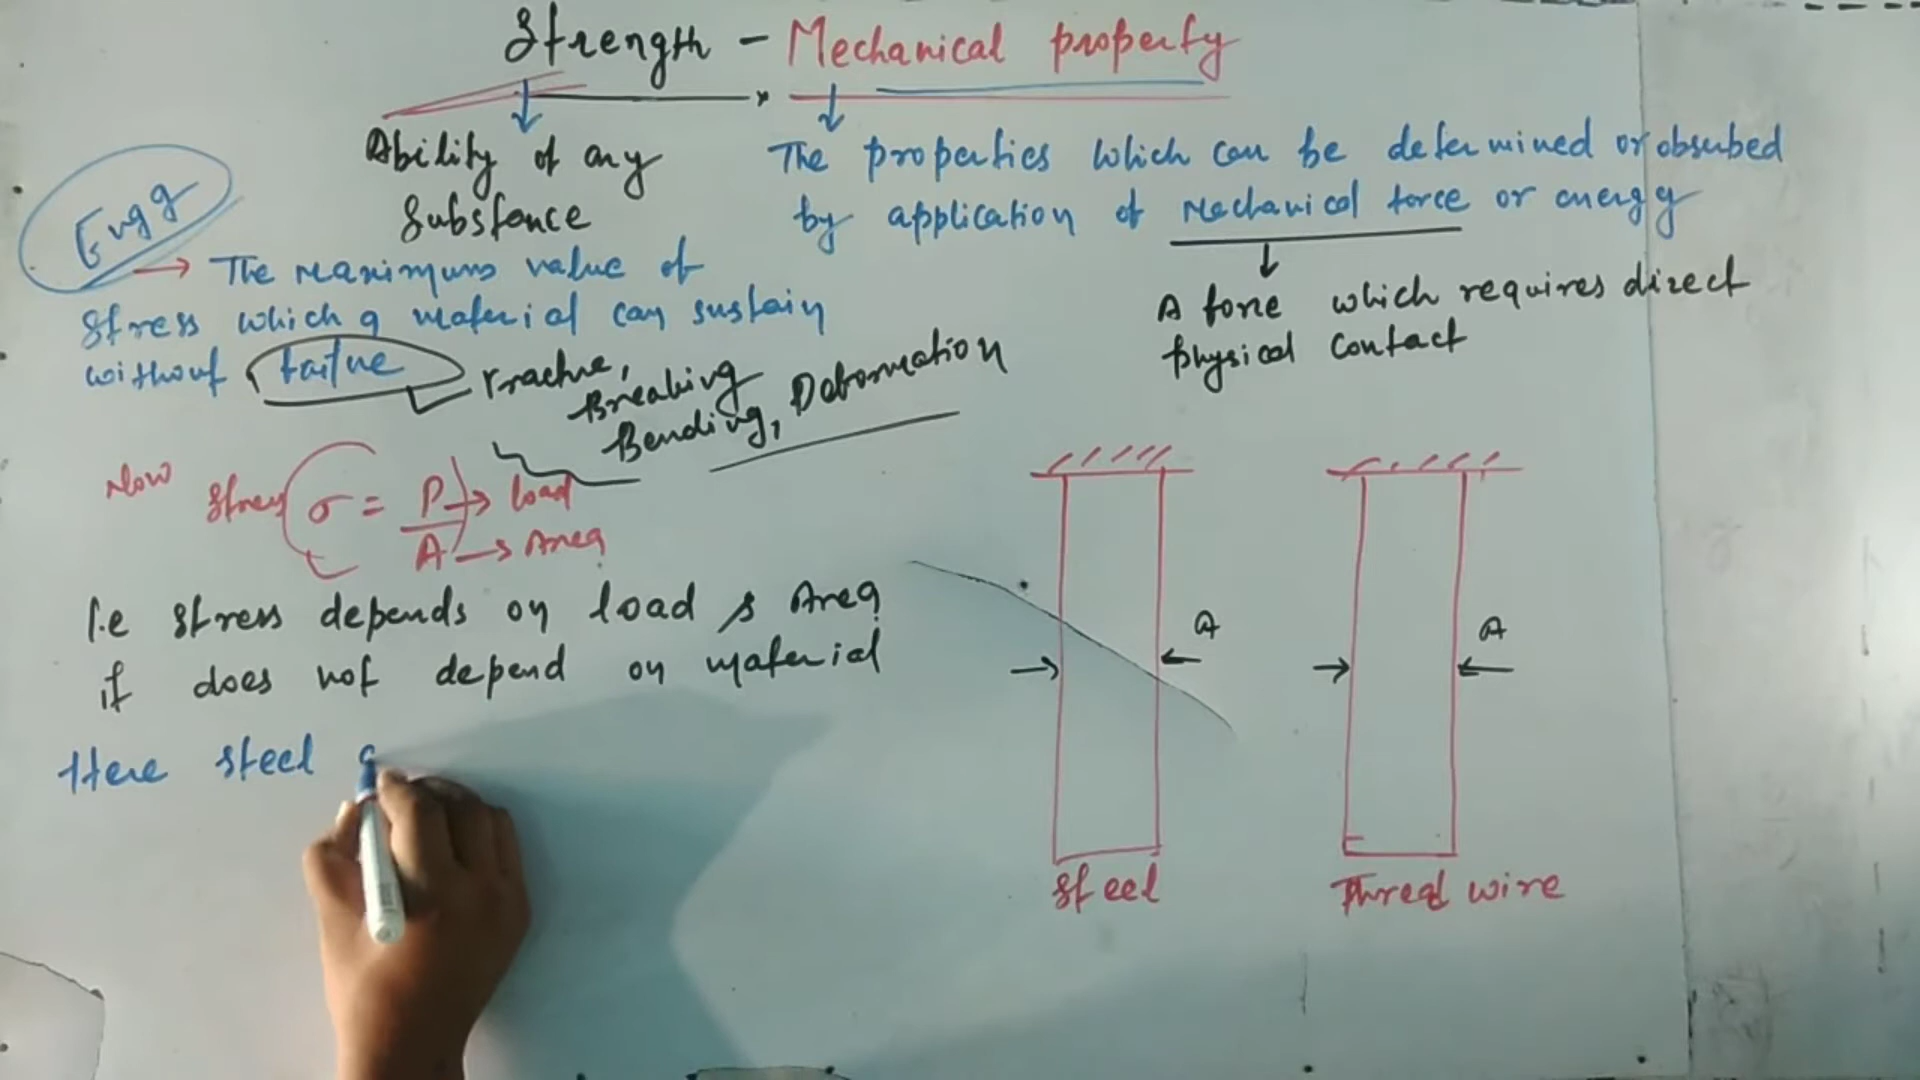 Strength - Mechanical property
Ability of any
Substance
The properties which can be determined or obserbed
by application of Mechanical force or energy
A force which requires direct
physical contact
Engg
→ The maximum value of
stress which a material can sustain
without failure
Fracture,
Breaking
Bending, Deformation
Now stress σ = P/A
→ load
→ Area
I.e stress depends on load & Area
it does not depend on material
Here steel
A
A
Steel
Thread wire